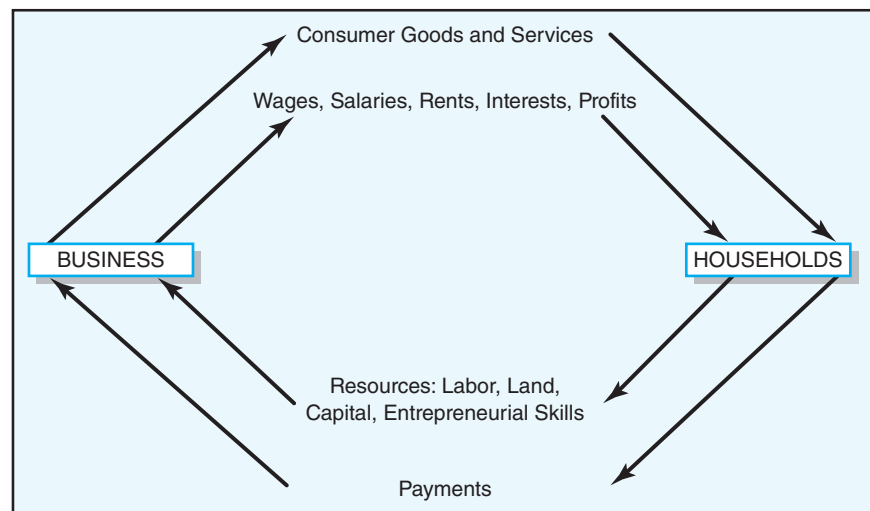 Consumer Goods and Services
Wages, Salaries, Rents, Interests, Profits
BUSINESS
HOUSEHOLDS
Resources: Labor, Land,
Capital, Entrepreneurial Skills
Payments